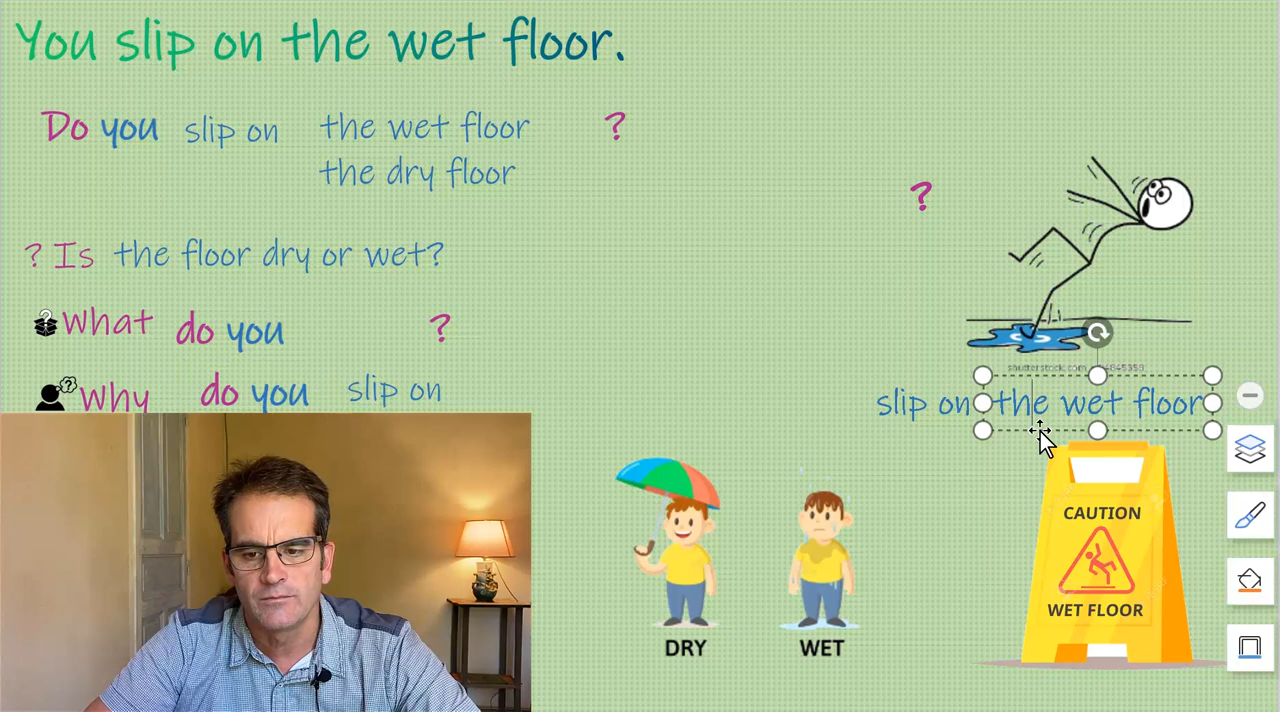 You slip on the wet floor.
Do you slip on the wet floor ?
the dry floor
?
? Is the floor dry or wet?
What do you ?
Why do you slip on
slip on the wet floor
CAUTION
WET FLOOR
DRY
WET